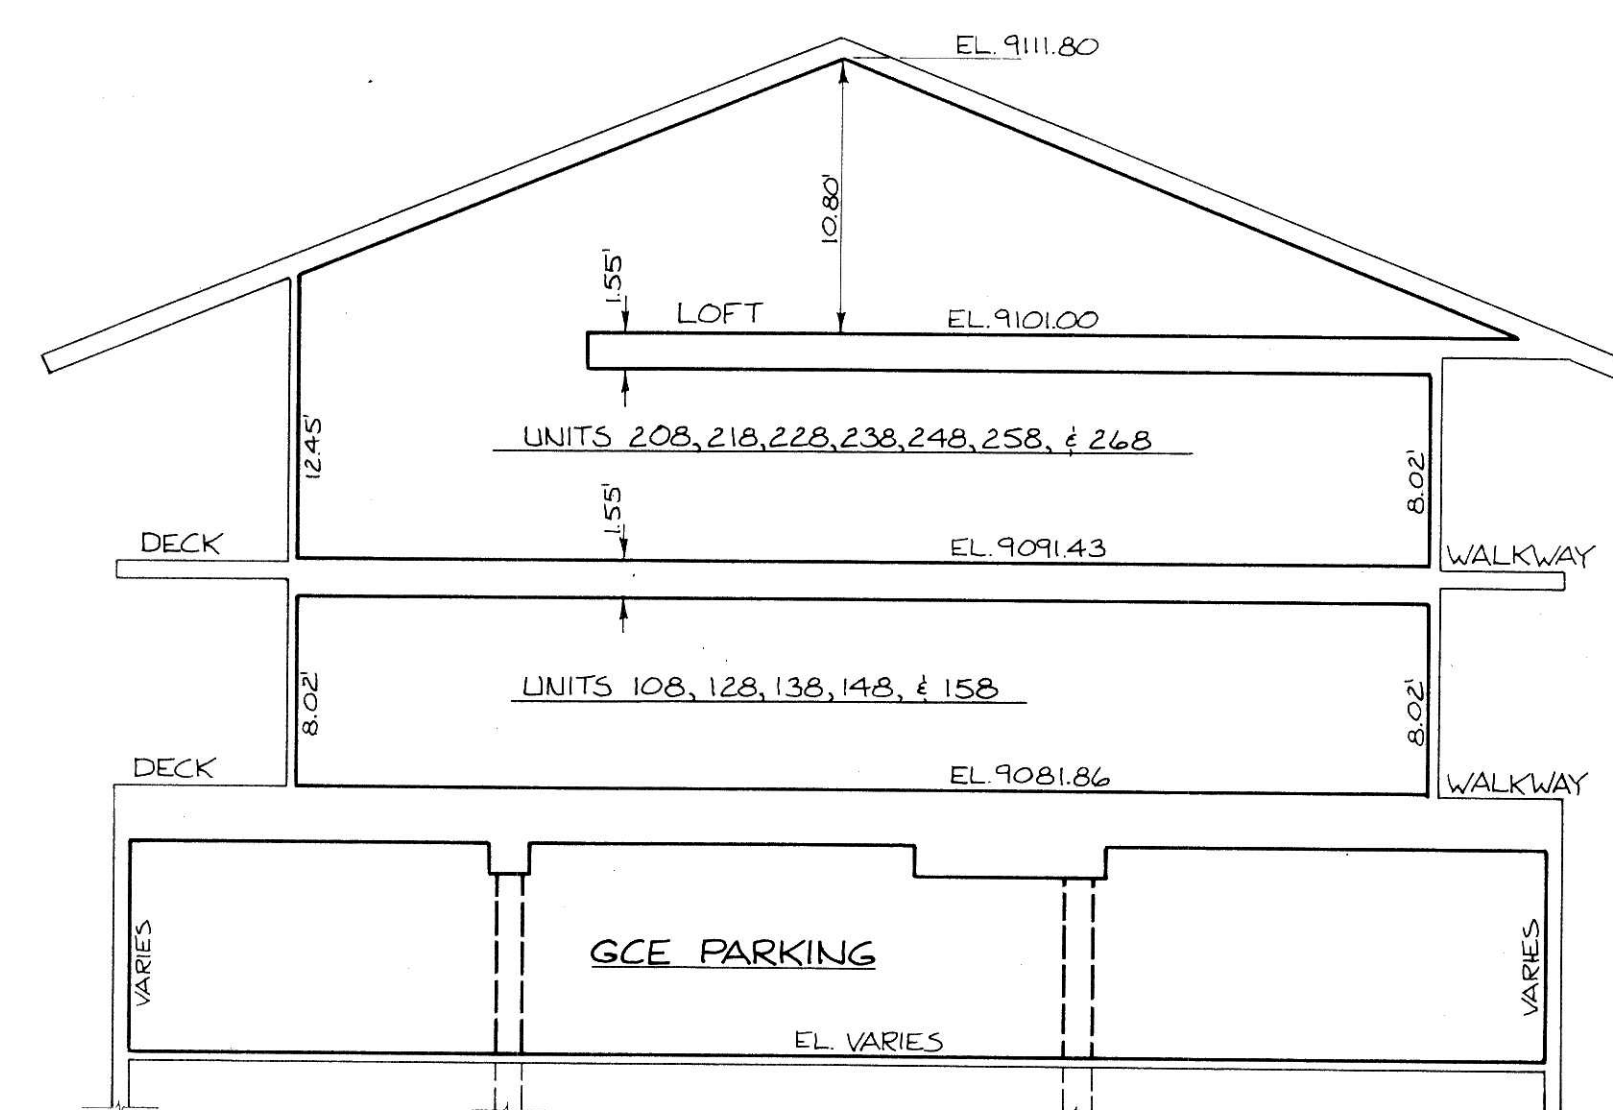 EL. 9111.80
10.80'
1.55'
LOFT
EL. 9101.00
12.45'
UNITS 208, 218, 228, 238, 248, 258, & 268
8.02'
1.55'
DECK
EL. 9091.43
WALKWAY
8.02'
UNITS 108, 128, 138, 148, & 158
8.02'
DECK
EL. 9081.86
WALKWAY
VARIES
GCE PARKING
VARIES
EL. VARIES